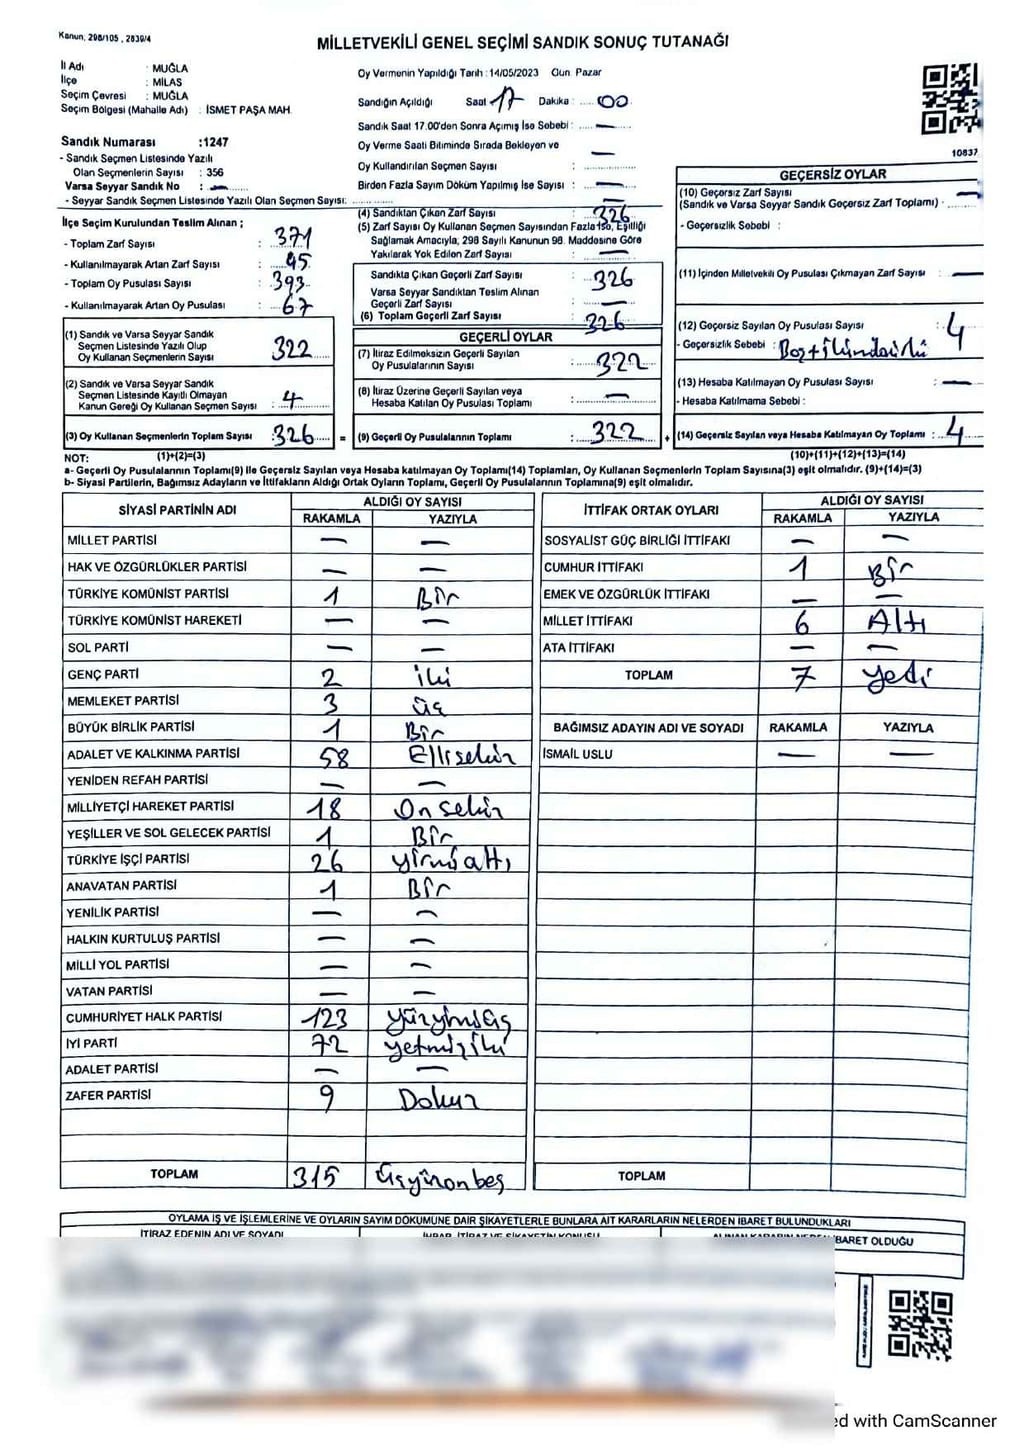 Kanun, 298/105 , 2839/4
MİLLETVEKİLİ GENEL SEÇİMİ SANDIK SONUÇ TUTANAĞI
İl Adı : MUĞLA
İlçe : MİLAS
Seçim Çevresi : MUĞLA
Seçim Bölgesi (Mahalle Adı) : İSMET PAŞA MAH.
Sandık Numarası :1247
- Sandık Seçmen Listesinde Yazılı
Olan Seçmenlerin Sayısı : 356
Varsa Seyyar Sandık No : —
- Seyyar Sandık Seçmen Listesinde Yazılı Olan Seçmen Sayısı:
Oy Vermenin Yapıldığı Tarih : 14/05/2023 Gün. Pazar
Sandığın Açıldığı Saat 17 Dakika : 00
Sandık Saat 17.00'den Sonra Açımış İse Sebebi : —
Oy Verme Saati Bitiminde Sırada Bekleyen ve —
Oy Kullandırılan Seçmen Sayısı :
Birden Fazla Sayım Döküm Yapılmış İse Sayısı : —
10837
İlçe Seçim Kurulundan Teslim Alınan ;
- Toplam Zarf Sayısı : 371
- Kullanılmayarak Artan Zarf Sayısı : 45
- Toplam Oy Pusulası Sayısı : 393
- Kullanılmayarak Artan Oy Pusulası : 67
(4) Sandıktan Çıkan Zarf Sayısı : 326
(5) Zarf Sayısı Oy Kullanan Seçmen Sayısından Fazla İse, Eşitliği
Sağlamak Amacıyla, 298 Sayılı Kanunun 98. Maddesine Göre
Yakılarak Yok Edilen Zarf Sayısı : —
Sandıkta Çıkan Geçerli Zarf Sayısı : 326
Varsa Seyyar Sandıktan Teslim Alınan
Geçerli Zarf Sayısı : —
(6) Toplam Geçerli Zarf Sayısı : 326
GEÇERSİZ OYLAR
(10) Geçersiz Zarf Sayısı —
(Sandık ve Varsa Seyyar Sandık Geçersiz Zarf Toplamı) -
- Geçersizlik Sebebi :
(11) İçinden Milletvekili Oy Pusulası Çıkmayan Zarf Sayısı : —
(12) Geçersiz Sayılan Oy Pusulası Sayısı : 4
- Geçersizlik Sebebi :
(13) Hesaba Katılmayan Oy Pusulası Sayısı : —
- Hesaba Katılmama Sebebi :
(1) Sandık ve Varsa Seyyar Sandık
Seçmen Listesinde Yazılı Olup
Oy Kullanan Seçmenlerin Sayısı : 322
(2) Sandık ve Varsa Seyyar Sandık
Seçmen Listesinde Kayıtlı Olmayan
Kanun Gereği Oy Kullanan Seçmen Sayısı : 4
GEÇERLİ OYLAR
(7) İtiraz Edilmeksizin Geçerli Sayılan
Oy Pusulalarının Sayısı : 322
(8) İtiraz Üzerine Geçerli Sayılan veya
Hesaba Katılan Oy Pusulası Toplamı : —
(3) Oy Kullanan Seçmenlerin Toplam Sayısı :326 = (9) Geçerli Oy Pusulalarının Toplamı : 322 + (14) Geçersiz Sayılan veya Hesaba Katılmayan Oy Toplamı : 4
NOT: (1)+(2)=(3) (10)+(11)+(12)+(13)=(14)
a- Geçerli Oy Pusulalarının Toplamı(9) ile Geçersiz Sayılan veya Hesaba katılmayan Oy Toplamı(14) Toplamları, Oy Kullanan Seçmenlerin Toplam Sayısına(3) eşit olmalıdır. (9)+(14)=(3)
b- Siyasi Partilerin, Bağımsız Adayların ve İttifakların Aldığı Ortak Oyların Toplamı, Geçerli Oy Pusulalarının Toplamına(9) eşit olmalıdır.
SİYASİ PARTİNİN ADI ALDIĞI OY SAYISI
RAKAMLA YAZIYLA
MİLLET PARTİSİ — —
HAK VE ÖZGÜRLÜKLER PARTİSİ — —
TÜRKİYE KOMÜNİST PARTİSİ 1 Bir
TÜRKİYE KOMÜNİST HAREKETİ — —
SOL PARTİ — —
GENÇ PARTİ 2 iki
MEMLEKET PARTİSİ 3 üç
BÜYÜK BİRLİK PARTİSİ 1 Bir
ADALET VE KALKINMA PARTİSİ 58 Ellisekiz
YENİDEN REFAH PARTİSİ — —
MİLLİYETÇİ HAREKET PARTİSİ 18 Onsekiz
YEŞİLLER VE SOL GELECEK PARTİSİ 1 Bir
TÜRKİYE İŞÇİ PARTİSİ 26 yirmialtı
ANAVATAN PARTİSİ 1 Bir
YENİLİK PARTİSİ — —
HALKIN KURTULUŞ PARTİSİ — —
MİLLİ YOL PARTİSİ — —
VATAN PARTİSİ — —
CUMHURİYET HALK PARTİSİ 123 yüzyirmiüç
İYİ PARTİ 72 yetmişiki
ADALET PARTİSİ — —
ZAFER PARTİSİ 9 Dokuz
TOPLAM 315 üçyüzonbeş
İTTİFAK ORTAK OYLARI ALDIĞI OY SAYISI
RAKAMLA YAZIYLA
SOSYALİST GÜÇ BİRLİĞİ İTTİFAKI — —
CUMHUR İTTİFAKI 1 Bir
EMEK VE ÖZGÜRLÜK İTTİFAKI — —
MİLLET İTTİFAKI 6 Altı
ATA İTTİFAKI — —
TOPLAM 7 yedi
BAĞIMSIZ ADAYIN ADI VE SOYADI RAKAMLA YAZIYLA
İSMAİL USLU — —
TOPLAM
OYLAMA İŞ VE İŞLEMLERİNE VE OYLARIN SAYIM DÖKÜMÜNE DAİR ŞİKAYETLERLE BUNLARA AİT KARARLARIN NELERDEN İBARET BULUNDUKLARI
İTİRAZ EDENİN ADI VE SOYADI
İBARET OLDUĞU
ed with CamScanner